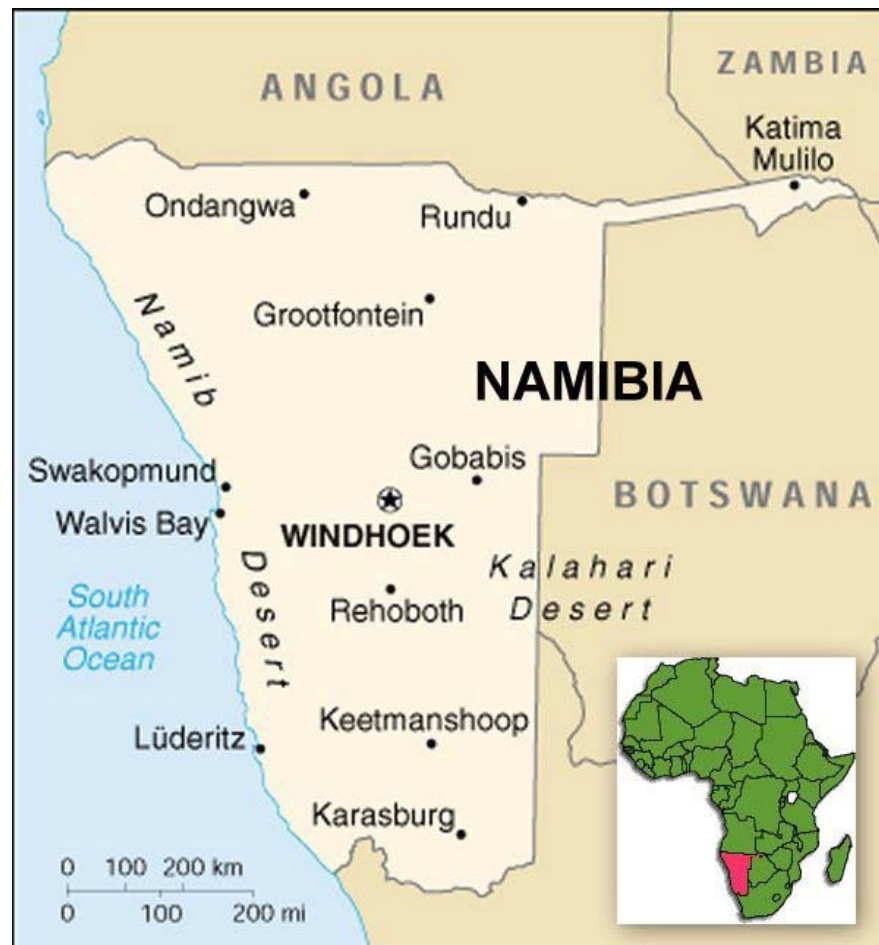 ANGOLA
ZAMBIA
Katima
Mulilo
Ondangwa
Rundu
Grootfontein
Namib
NAMIBIA
Gobabis
Swakopmund
BOTSWANA
Walvis Bay
WINDHOEK
Desert
Kalahari
Desert
South
Atlantic
Ocean
Rehoboth
Keetmanshoop
Lüderitz
Karasburg
0 100 200 km
0 100 200 mi